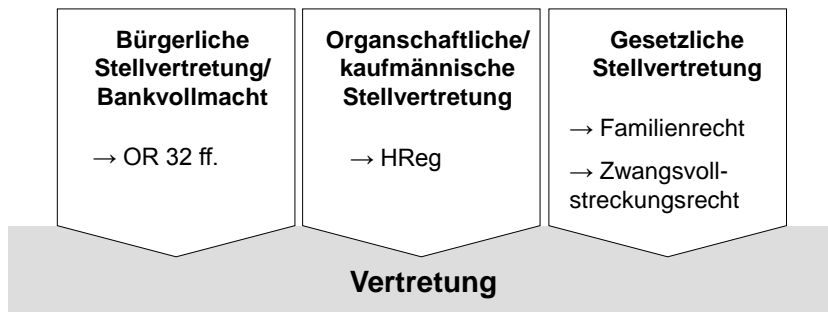 Bürgerliche
Stellvertretung/
Bankvollmacht
→ OR 32 ff.
Organschaftliche/
kaufmännische
Stellvertretung
→ HReg
Gesetzliche
Stellvertretung
→ Familienrecht
→ Zwangsvoll-
streckungsrecht
Vertretung